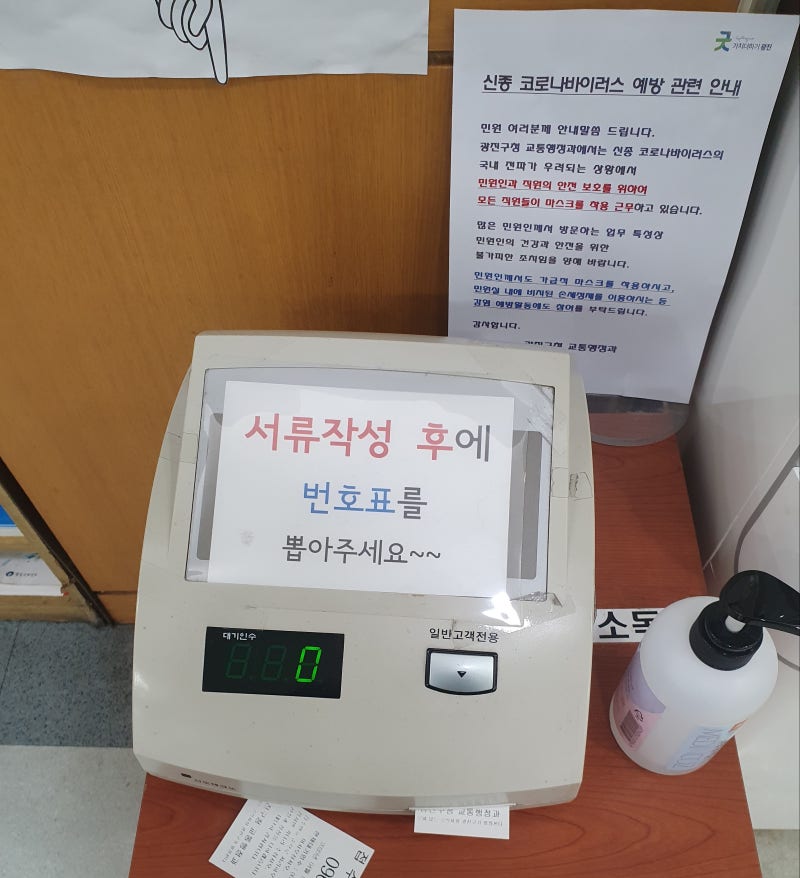 가치더하기 광진
신종 코로나바이러스 예방 관련 안내
민원 여러분께 안내말씀 드립니다.
광진구청 교통행정과에서는 신종 코로나바이러스의
국내 전파가 우려되는 상황에서
민원인과 직원의 안전 보호를 위하여
모든 직원들이 마스크를 착용 근무하고 있습니다.
많은 민원인께서 방문하는 업무 특성상
민원인의 건강과 안전을 위한
불가피한 조치임을 양해 바랍니다.
민원인께서도 가급적 마스크를 착용하시고,
민원실 내에 비치된 손세정제를 이용하시는 등
감염 예방활동에도 참여를 부탁드립니다.
감사합니다.
광진구청 교통행정과
서류작성 후에
번호표를
뽑아주세요~~
대기인수
0
일반고객전용
소독
교통행정과
접수
096